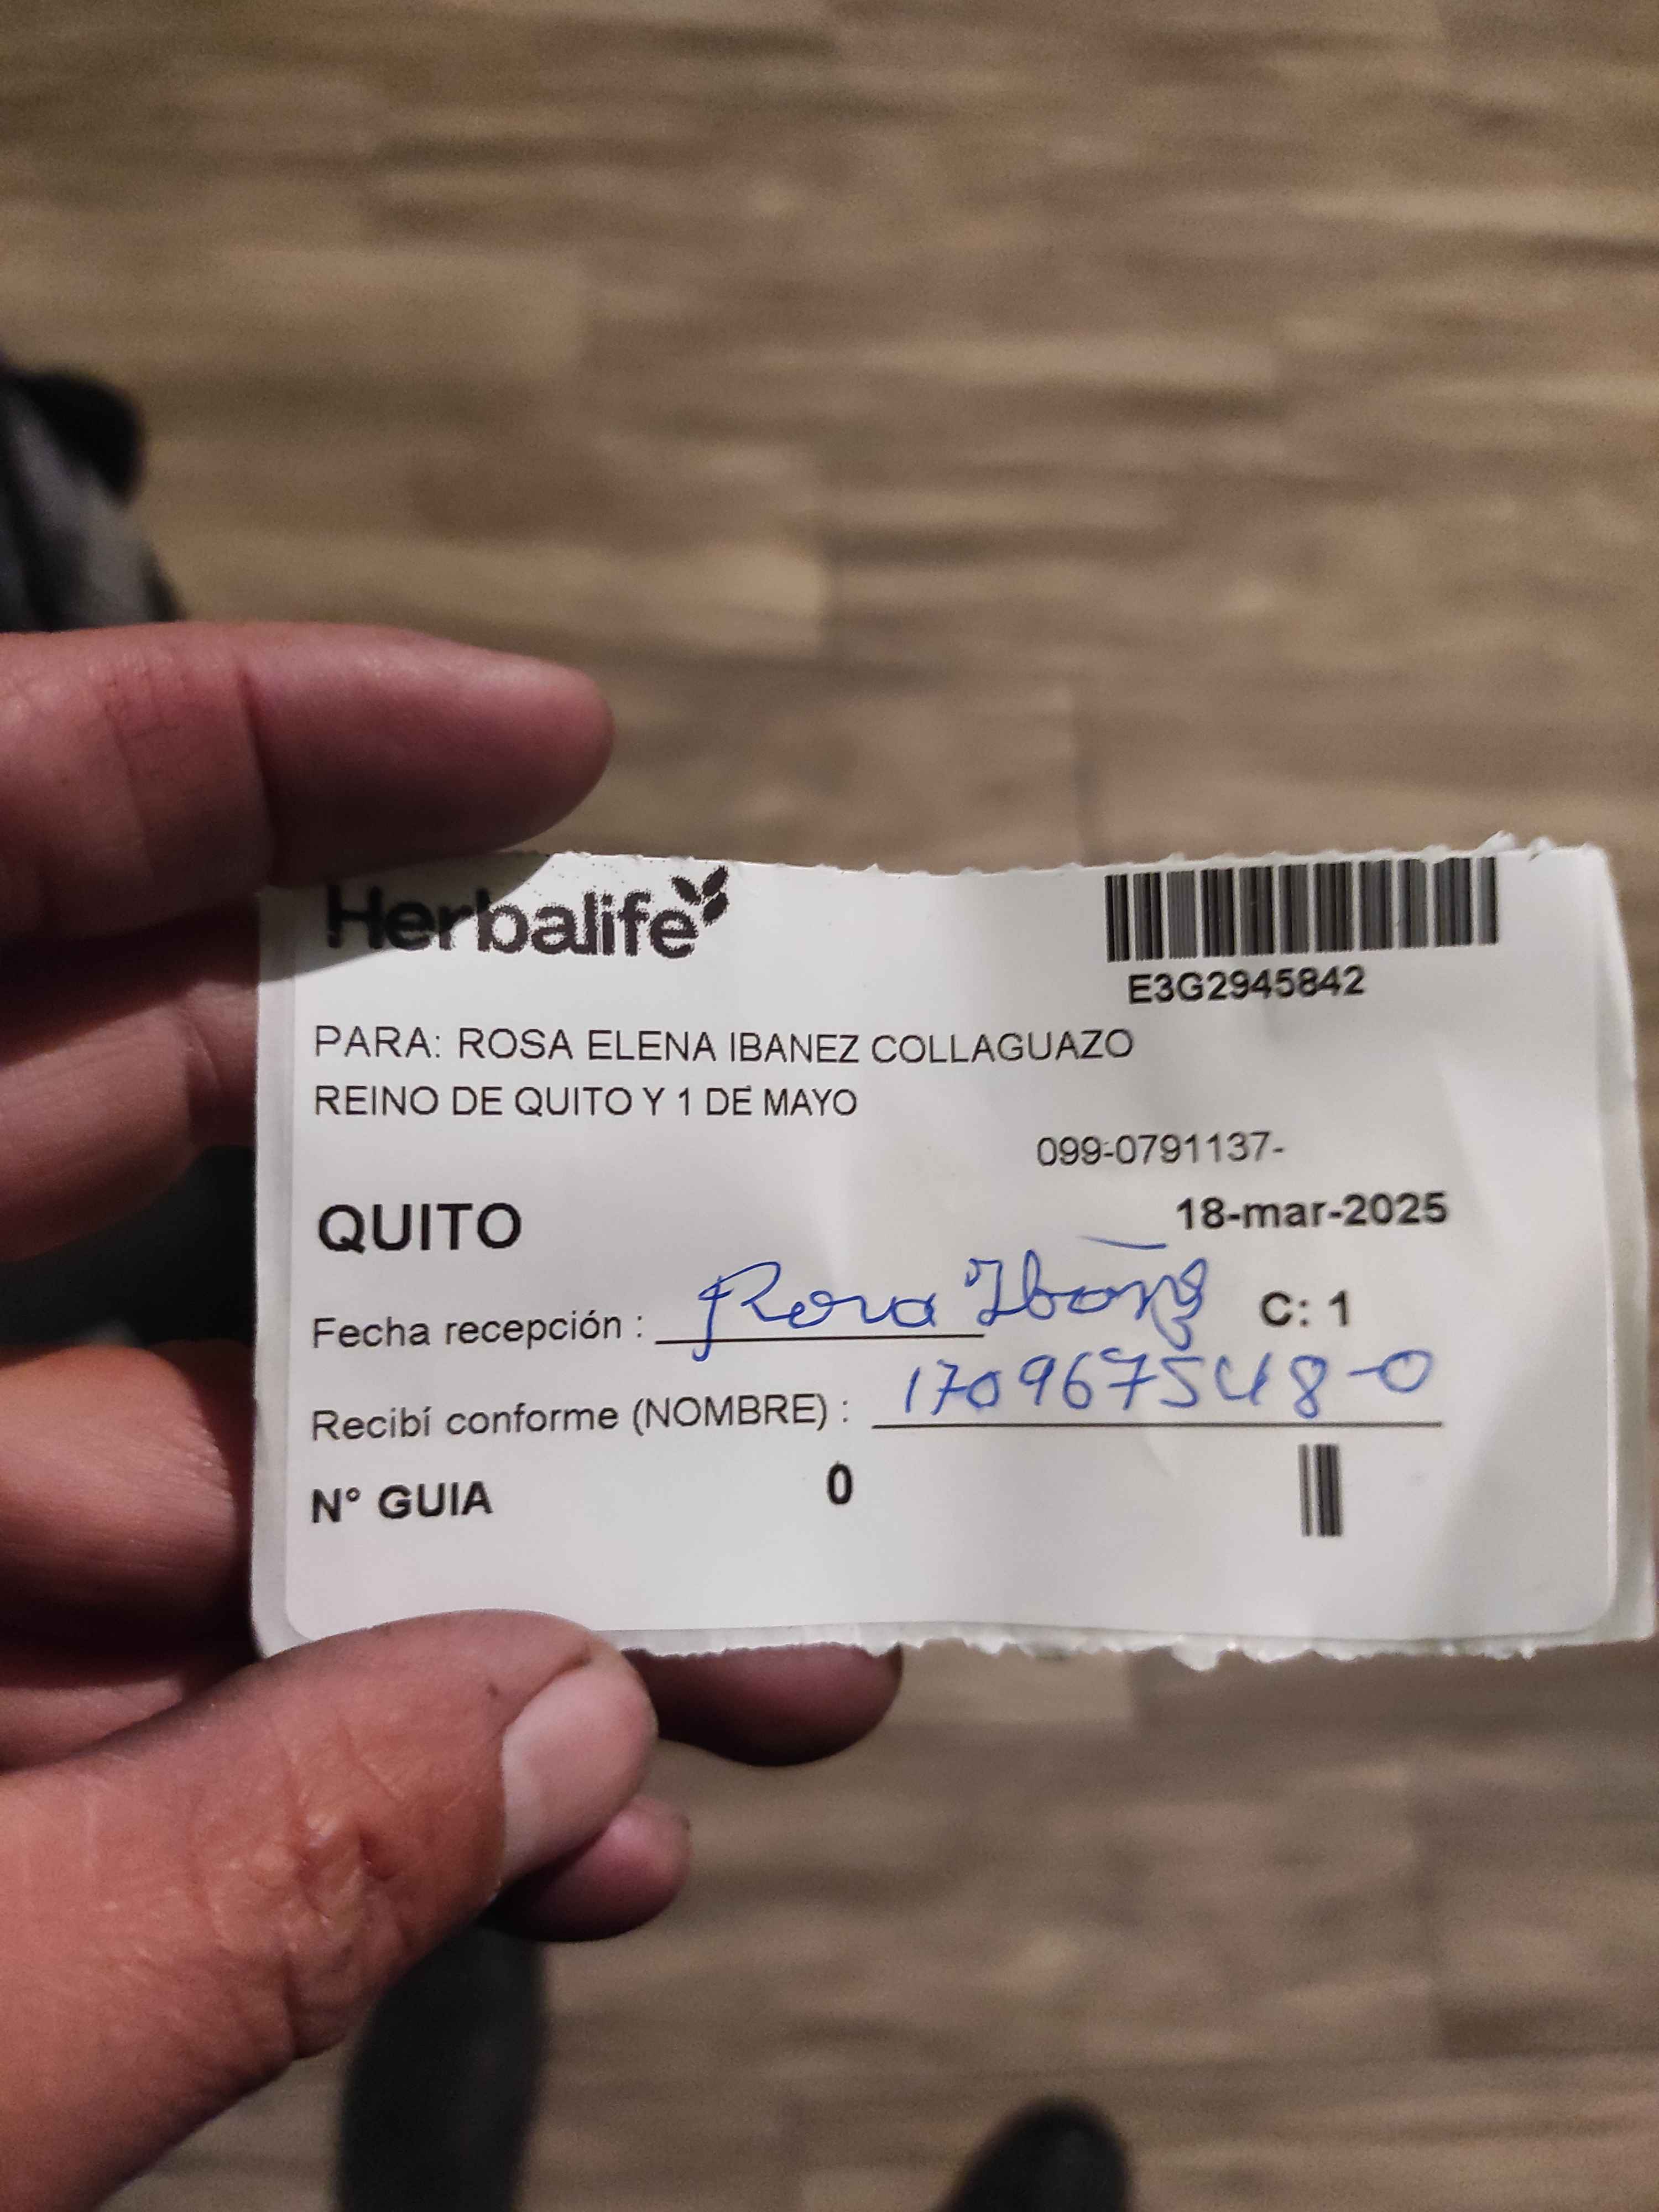 Herbalife
E3G2945842
PARA: ROSA ELENA IBANEZ COLLAGUAZO
REINO DE QUITO Y 1 DE MAYO
099-0791137-
QUITO
18-mar-2025
Fecha recepción : Rosa Ibañez C: 1
Recibí conforme (NOMBRE) : 170967548-0
N° GUIA 0